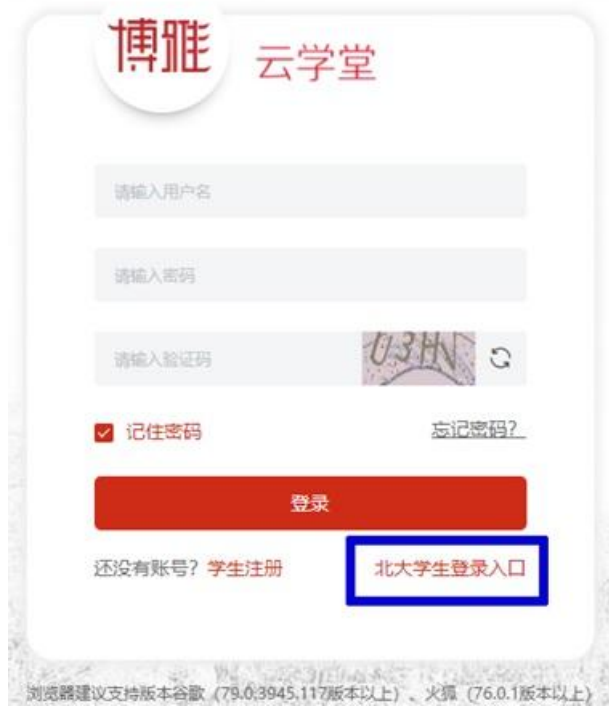 博雅 云学堂
请输入用户名
请输入密码
请输入验证码 U3HN
记住密码 忘记密码?
登录
还没有账号? 学生注册 北大学生登录入口
浏览器建议支持版本谷歌（79.0.3945.117版本以上）、火狐（76.0.1版本以上）